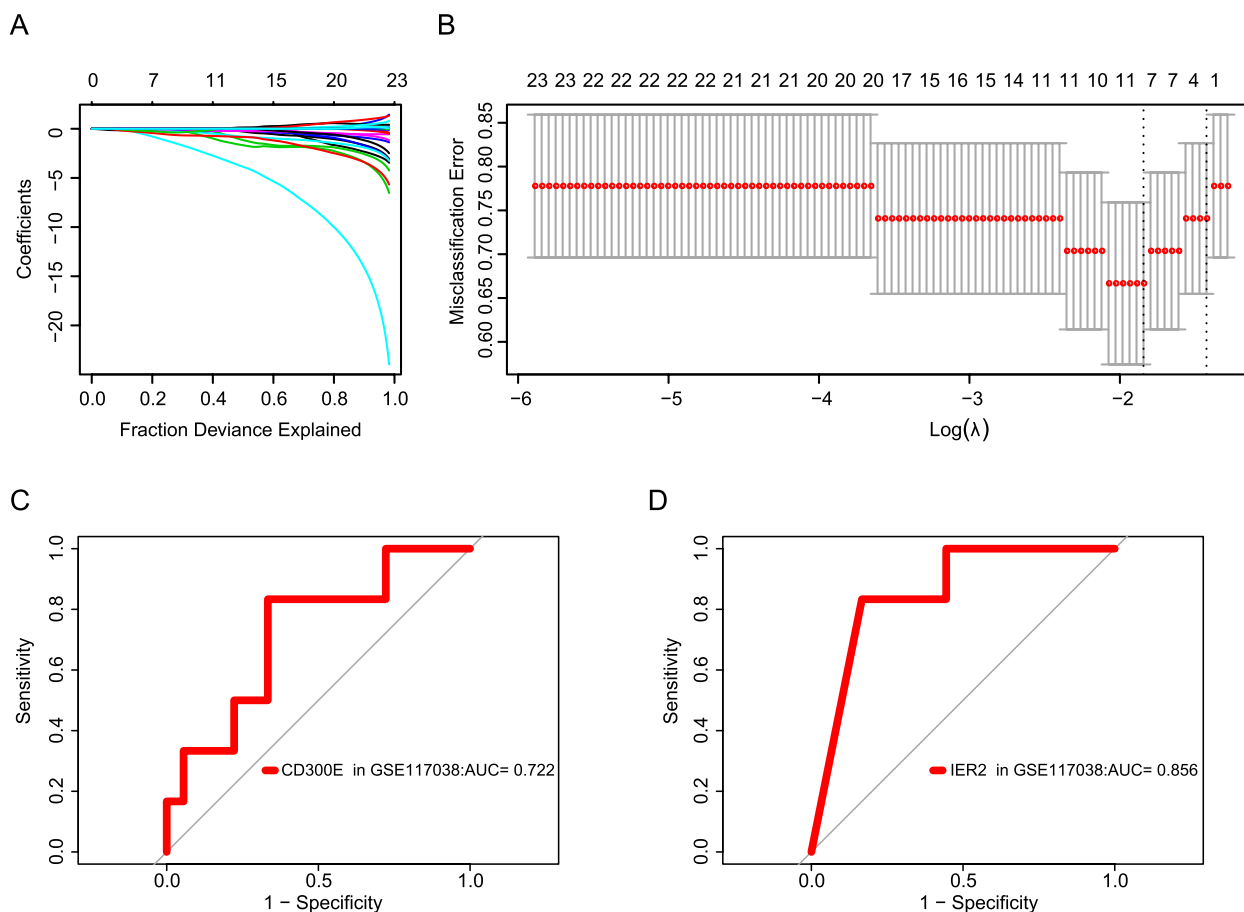 A
0 7 11 15 20 23
0
−5
−10
−15
−20
Coefficients
0.0 0.2 0.4 0.6 0.8 1.0
Fraction Deviance Explained
B
23 23 22 22 22 22 22 21 21 21 20 20 20 17 15 16 15 14 11 11 10 11 7 7 4 1
0.85
0.80
0.75
0.70
0.65
0.60
Misclassification Error
−6 −5 −4 −3 −2
Log(λ)
C
1.0
0.8
0.6
0.4
0.2
0.0
Sensitivity
CD300E in GSE117038:AUC= 0.722
0.0 0.5 1.0
1 − Specificity
D
1.0
0.8
0.6
0.4
0.2
0.0
Sensitivity
IER2 in GSE117038:AUC= 0.856
0.0 0.5 1.0
1 − Specificity